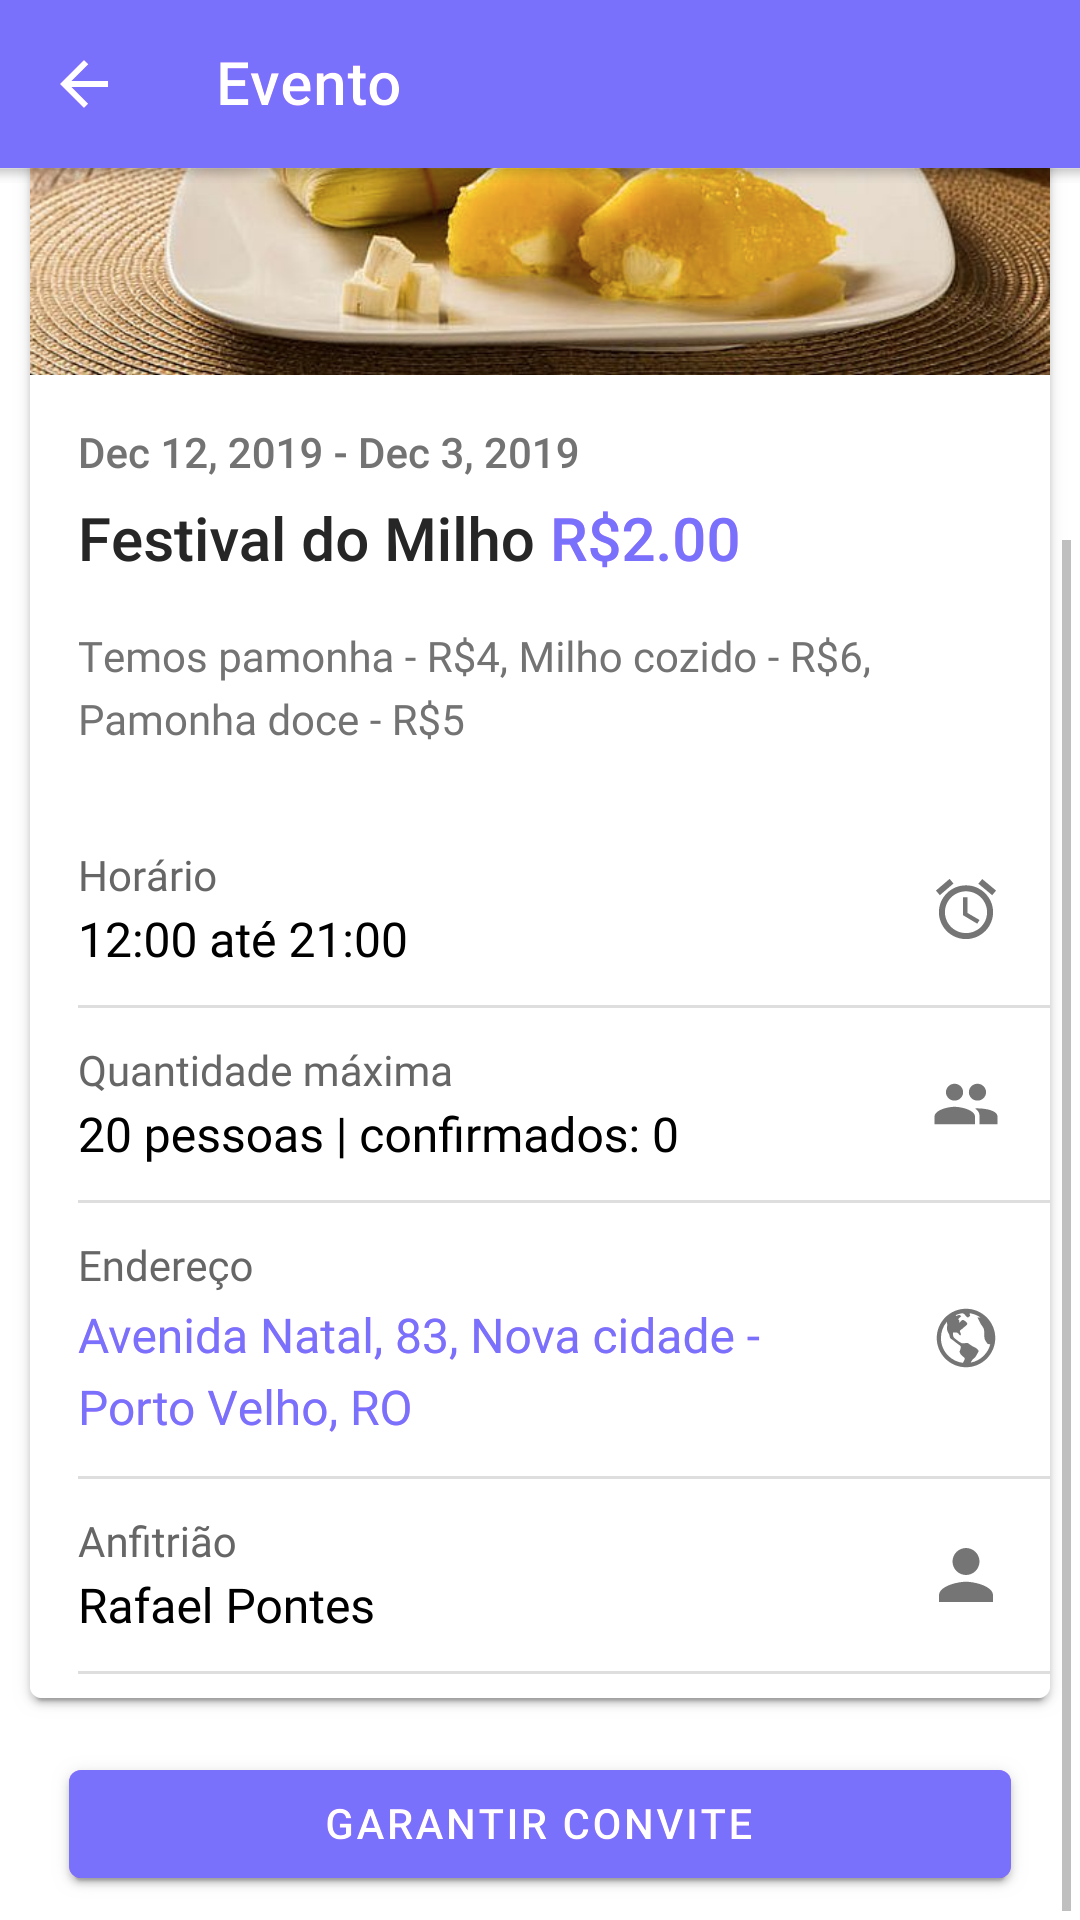 Evento
Dec 12, 2019 - Dec 3, 2019
Festival do Milho R$2.00
Temos pamonha - R$4, Milho cozido - R$6,
Pamonha doce - R$5
Horário
12:00 até 21:00
Quantidade máxima
20 pessoas | confirmados: 0
Endereço
Avenida Natal, 83, Nova cidade -
Porto Velho, RO
Anfitrião
Rafael Pontes
GARANTIR CONVITE